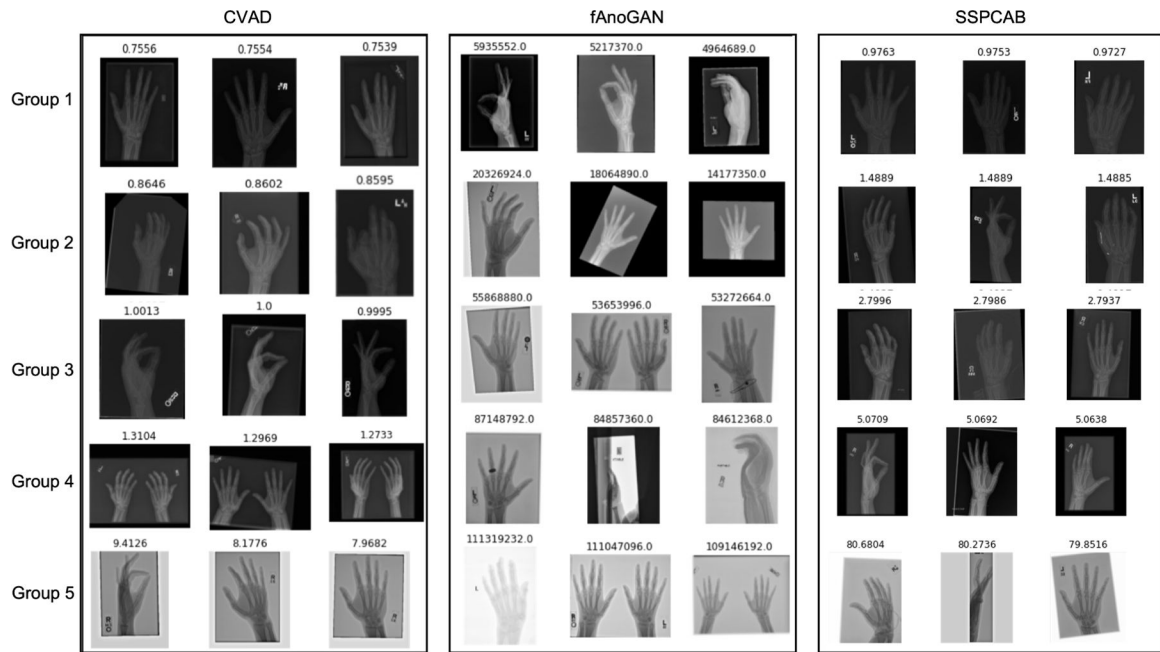 CVAD fAnoGAN SSPCAB
Group 1
0.7556 0.7554 0.7539
5935552.0 5217370.0 4964689.0
0.9763 0.9753 0.9727
Group 2
0.8646 0.8602 0.8595
20326924.0 18064890.0 14177350.0
1.4889 1.4889 1.4885
Group 3
1.0013 1.0 0.9995
55868880.0 53653996.0 53272664.0
2.7996 2.7986 2.7937
Group 4
1.3104 1.2969 1.2733
87148792.0 84857360.0 84612368.0
5.0709 5.0692 5.0638
Group 5
9.4126 8.1776 7.9682
111319232.0 111047096.0 109146192.0
80.6804 80.2736 79.8516